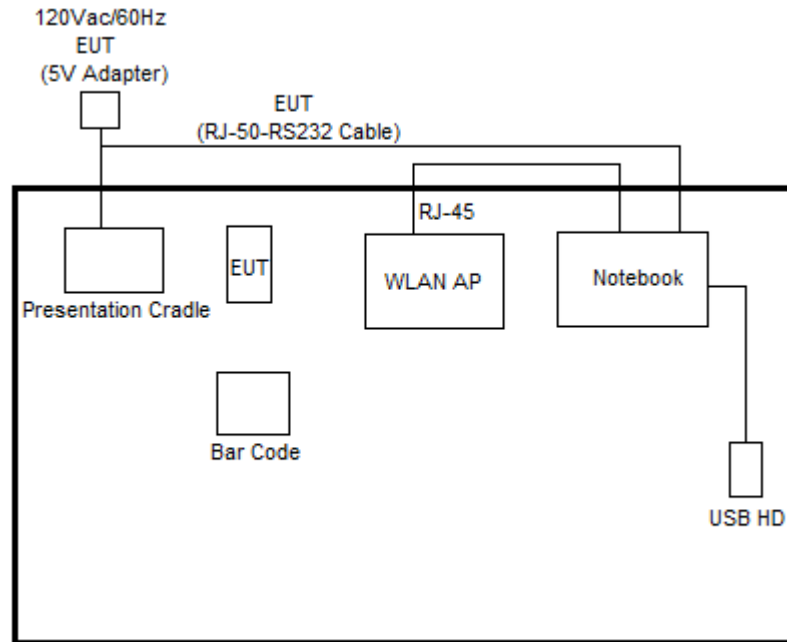 120Vac/60Hz
EUT
(5V Adapter)
EUT
(RJ-50-RS232 Cable)
RJ-45
EUT
WLAN AP
Notebook
Presentation Cradle
Bar Code
USB HD